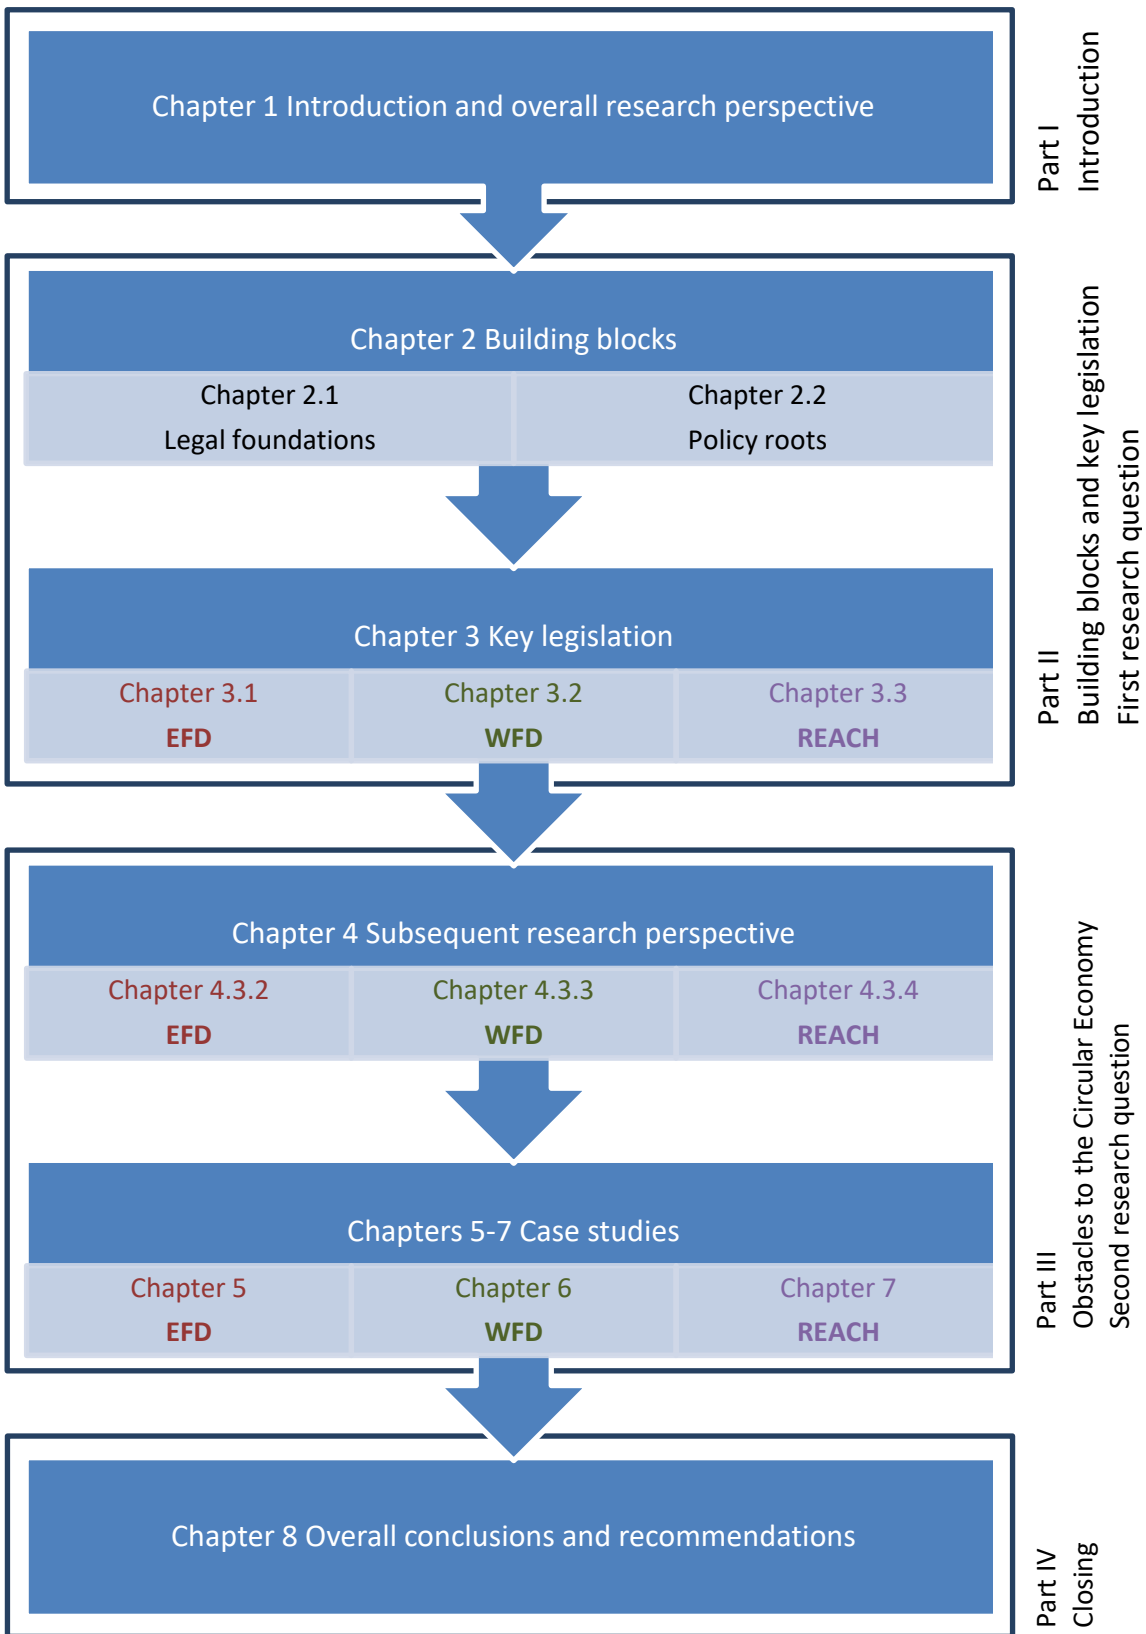 Chapter 1 Introduction and overall research perspective
Part I
Introduction
Chapter 2 Building blocks
Chapter 2.1
Legal foundations
Chapter 2.2
Policy roots
Chapter 3 Key legislation
Chapter 3.1
EFD
Chapter 3.2
WFD
Chapter 3.3
REACH
Part II
Building blocks and key legislation
First research question
Chapter 4 Subsequent research perspective
Chapter 4.3.2
EFD
Chapter 4.3.3
WFD
Chapter 4.3.4
REACH
Chapters 5-7 Case studies
Chapter 5
EFD
Chapter 6
WFD
Chapter 7
REACH
Part III
Obstacles to the Circular Economy
Second research question
Chapter 8 Overall conclusions and recommendations
Part IV
Closing